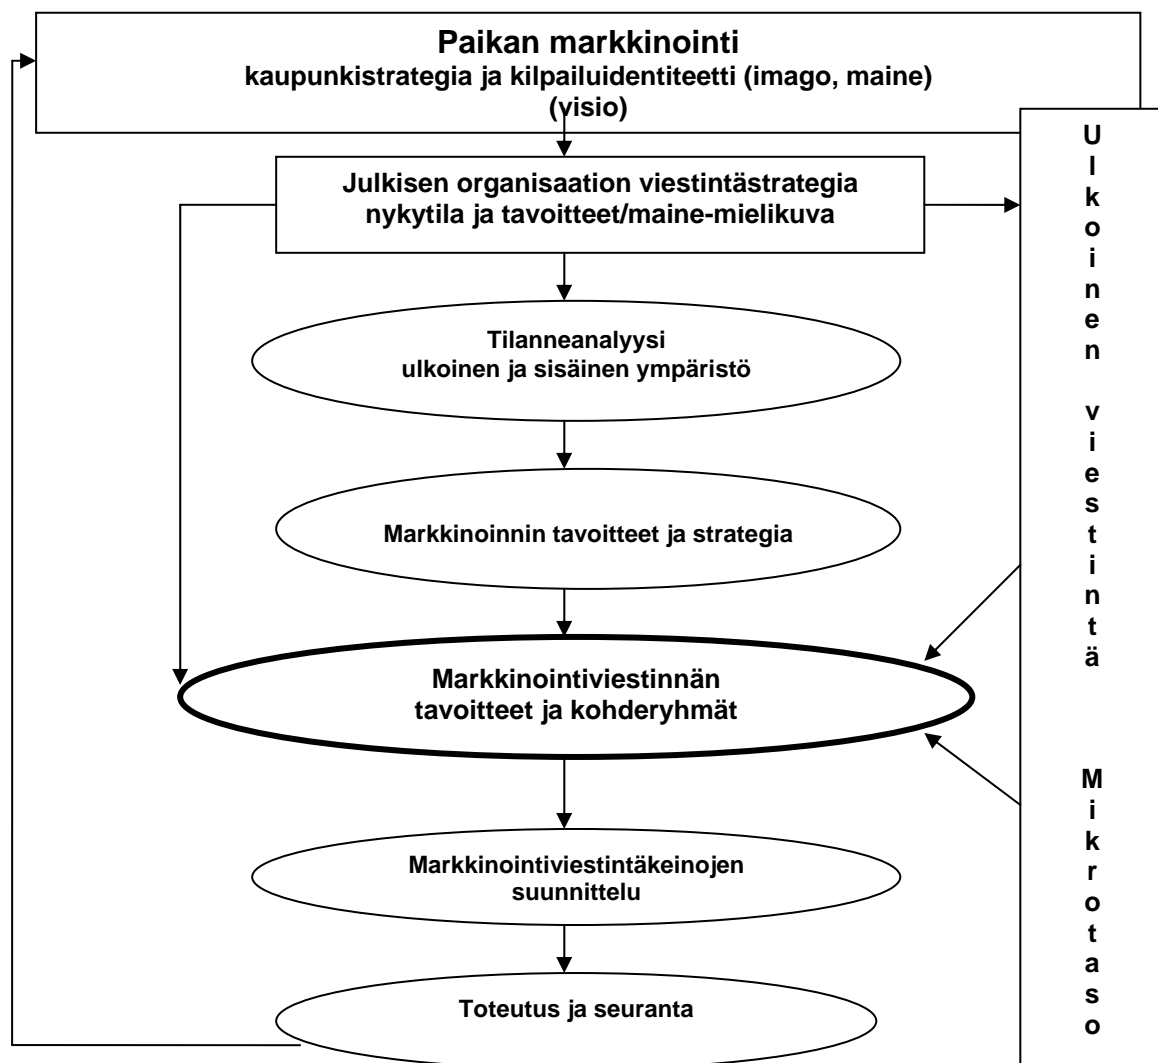 Paikan markkinointi
kaupunkistrategia ja kilpailuidentiteetti (imago, maine)
(visio)
Julkisen organisaation viestintästrategia
nykytila ja tavoitteet/maine-mielikuva
Tilanneanalyysi
ulkoinen ja sisäinen ympäristö
Markkinoinnin tavoitteet ja strategia
Markkinointiviestinnän
tavoitteet ja kohderyhmät
Markkinointiviestintäkeinojen
suunnittelu
Toteutus ja seuranta
Ulkoinen viestintä
Mikrotaso